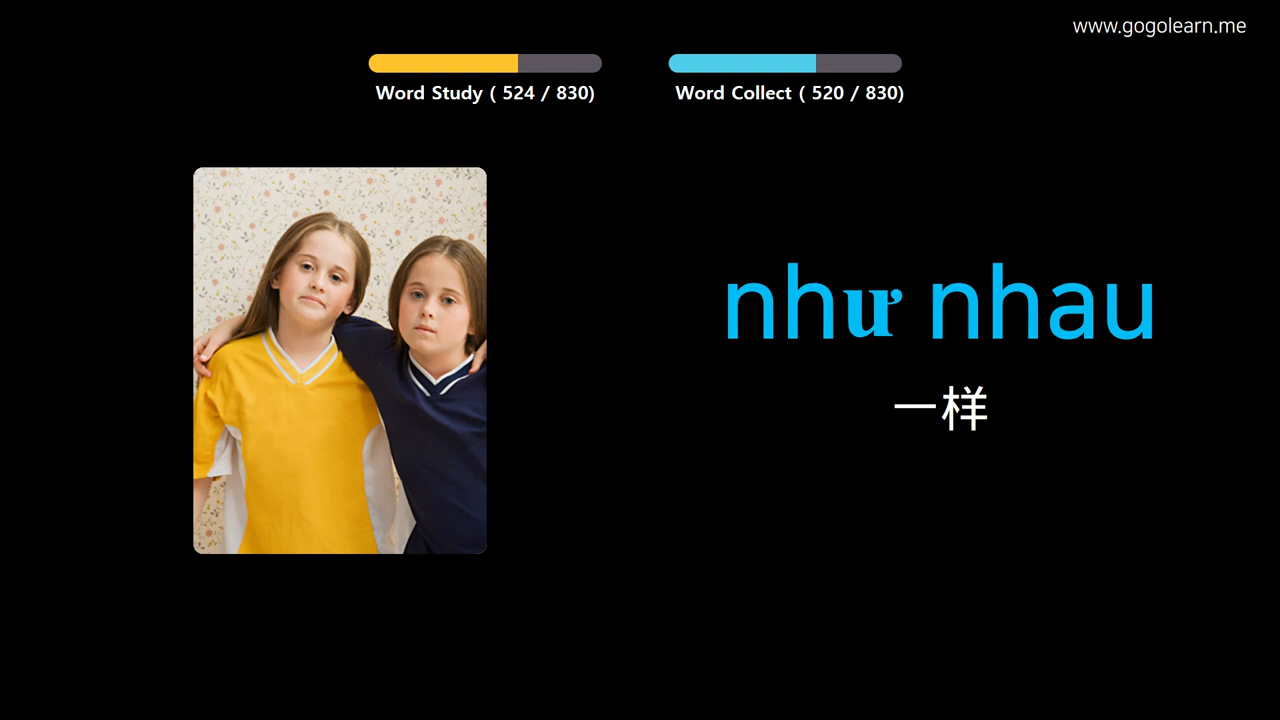 www.gogolearn.me
Word Study ( 524 / 830)
Word Collect ( 520 / 830)
như nhau
一样